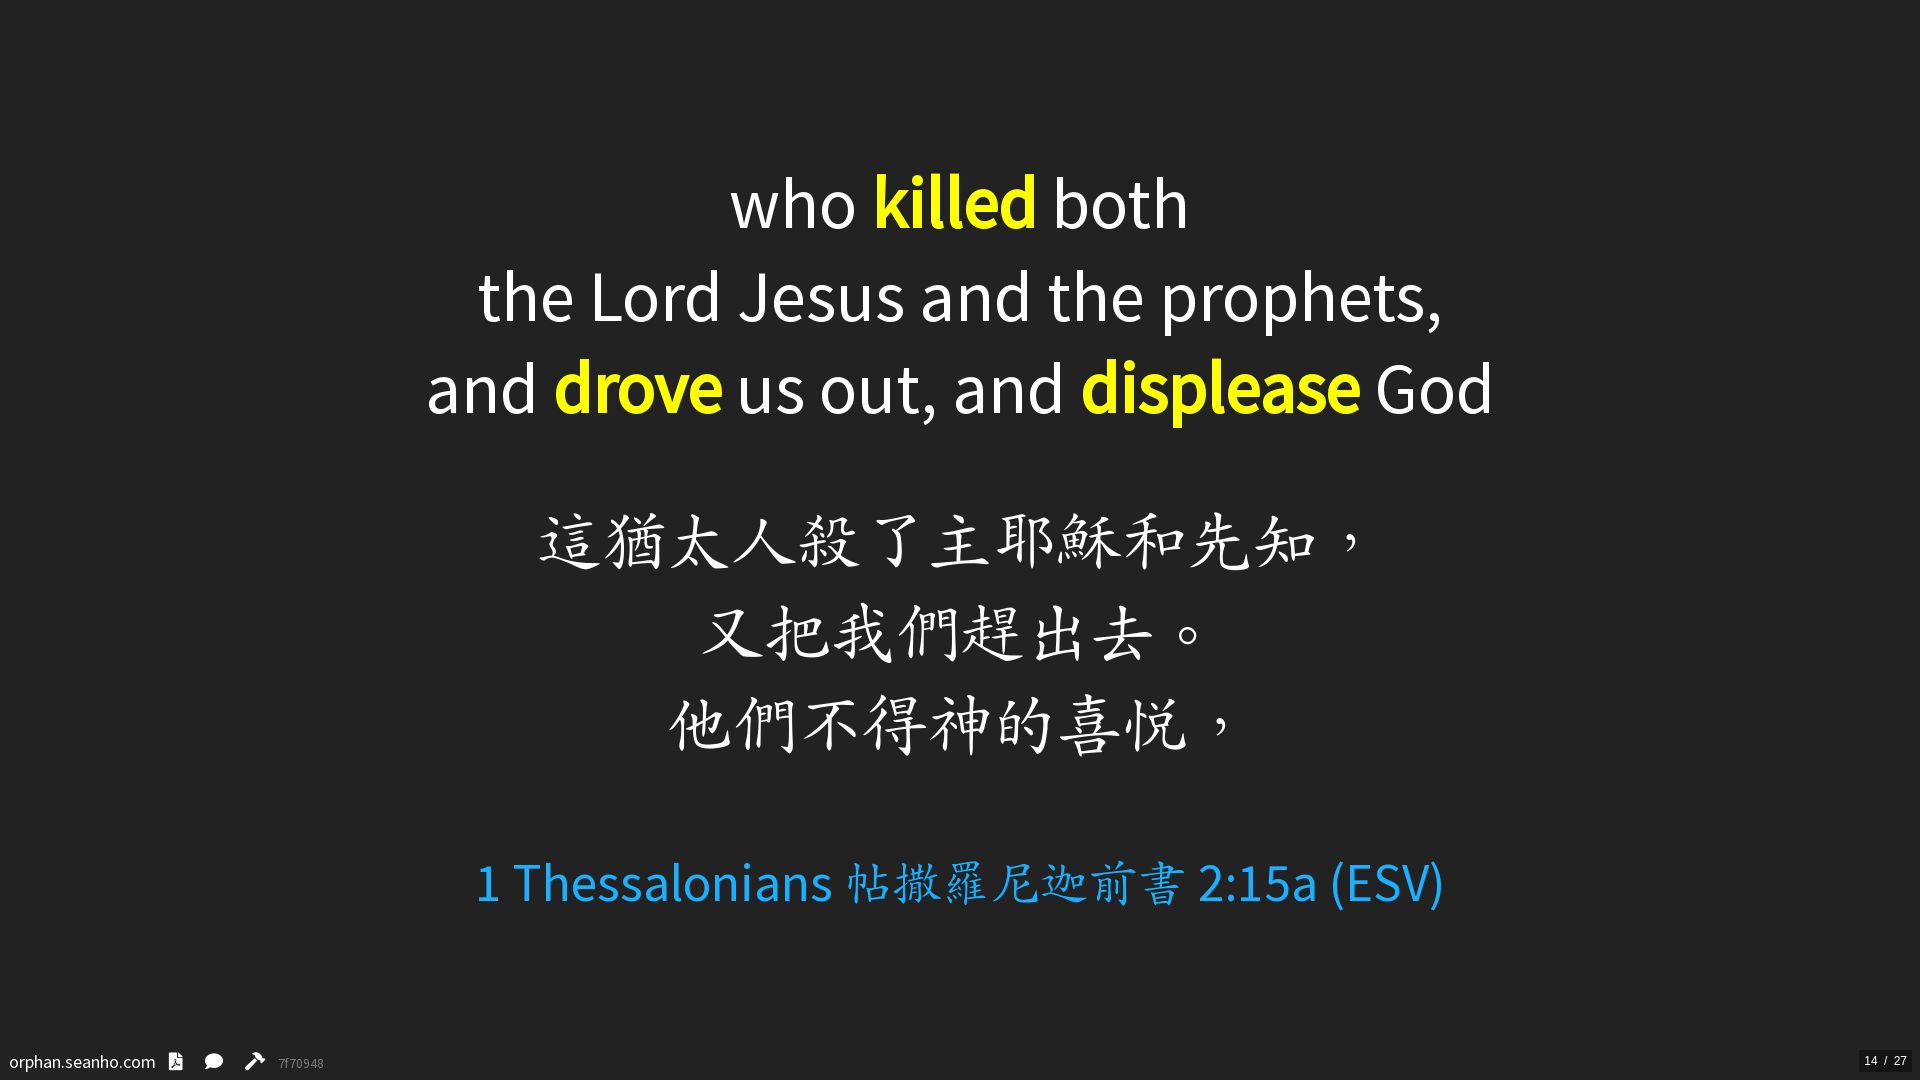 who killed both
the Lord Jesus and the prophets,
and drove us out, and displease God
這猶太人殺了主耶穌和先知，
又把我們趕出去。
他們不得神的喜悅，
1 Thessalonians 帖撒羅尼迦前書 2:15a (ESV)
orphan.seanho.com 7f70948
14 / 27